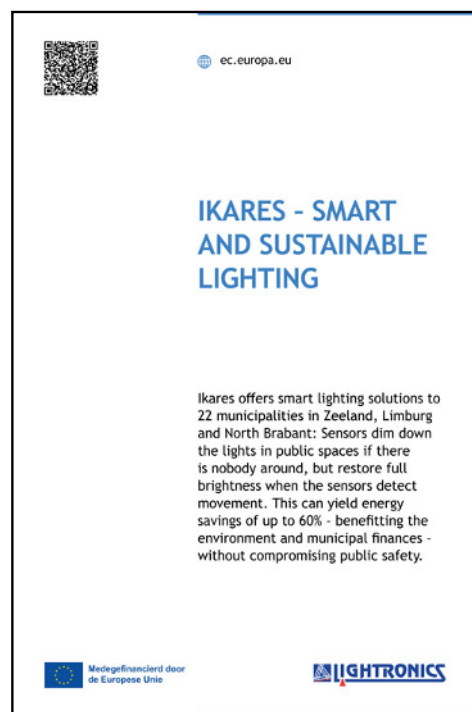 ec.europa.eu
IKARES – SMART
AND SUSTAINABLE
LIGHTING
Ikares offers smart lighting solutions to
22 municipalities in Zeeland, Limburg
and North Brabant: Sensors dim down
the lights in public spaces if there
is nobody around, but restore full
brightness when the sensors detect
movement. This can yield energy
savings of up to 60% - benefitting the
environment and municipal finances –
without compromising public safety.
Medegefinancierd door
de Europese Unie
LIGHTRONICS